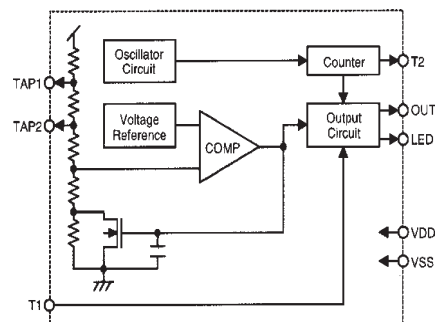 Oscillator
Circuit
Counter
T2
TAP1
TAP2
Voltage
Reference
Output
Circuit
OUT
LED
COMP
VDD
VSS
T1